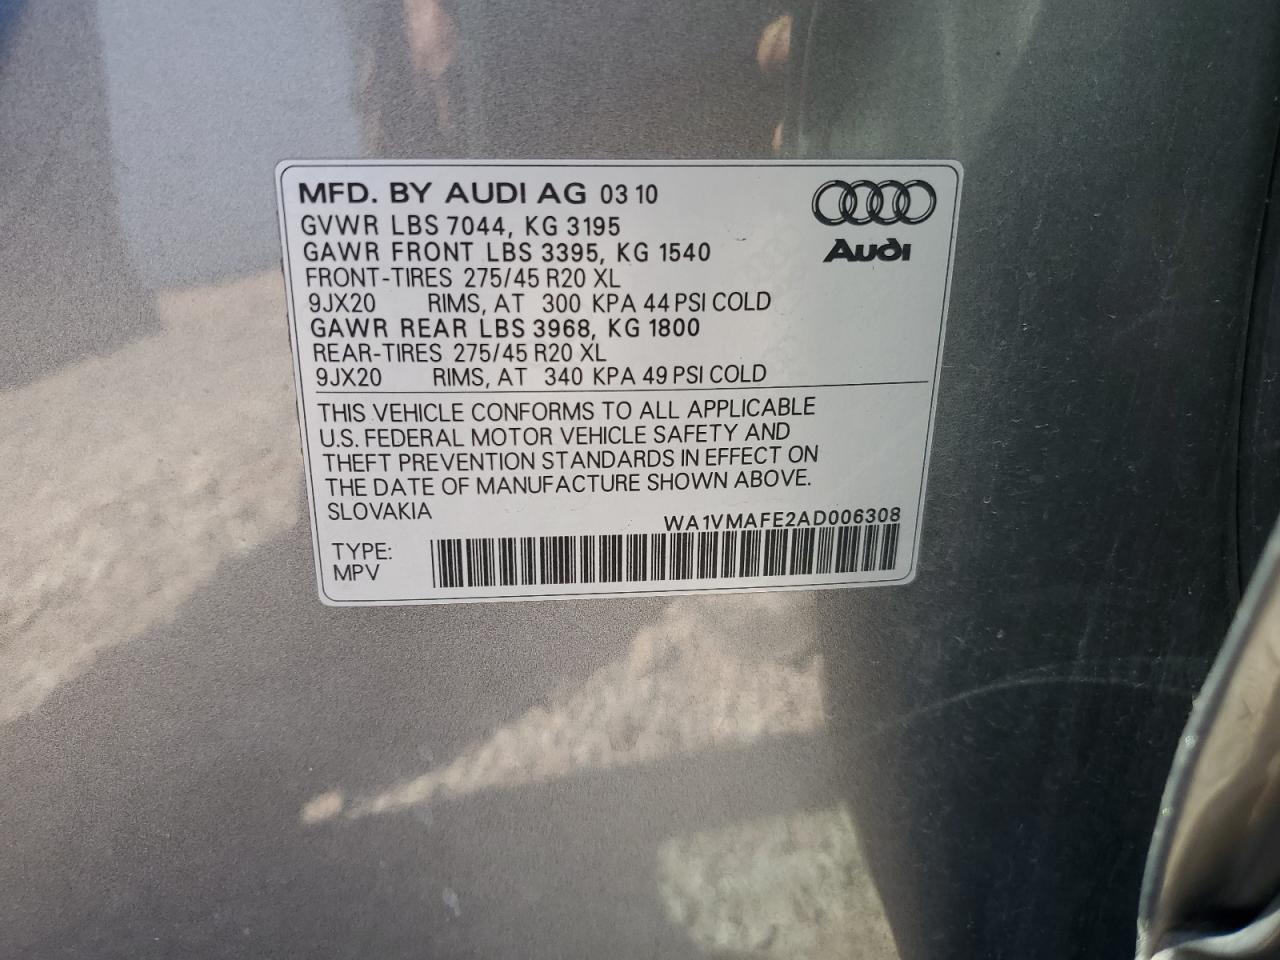 MFD. BY AUDI AG 03 10
GVWR LBS 7044, KG 3195
GAWR FRONT LBS 3395, KG 1540
FRONT-TIRES 275/45 R20 XL
9JX20 RIMS, AT 300 KPA 44 PSI COLD
GAWR REAR LBS 3968, KG 1800
REAR-TIRES 275/45 R20 XL
9JX20 RIMS, AT 340 KPA 49 PSI COLD
Audi
THIS VEHICLE CONFORMS TO ALL APPLICABLE
U.S. FEDERAL MOTOR VEHICLE SAFETY AND
THEFT PREVENTION STANDARDS IN EFFECT ON
THE DATE OF MANUFACTURE SHOWN ABOVE.
SLOVAKIA
WA1VMAFE2AD006308
TYPE:
MPV